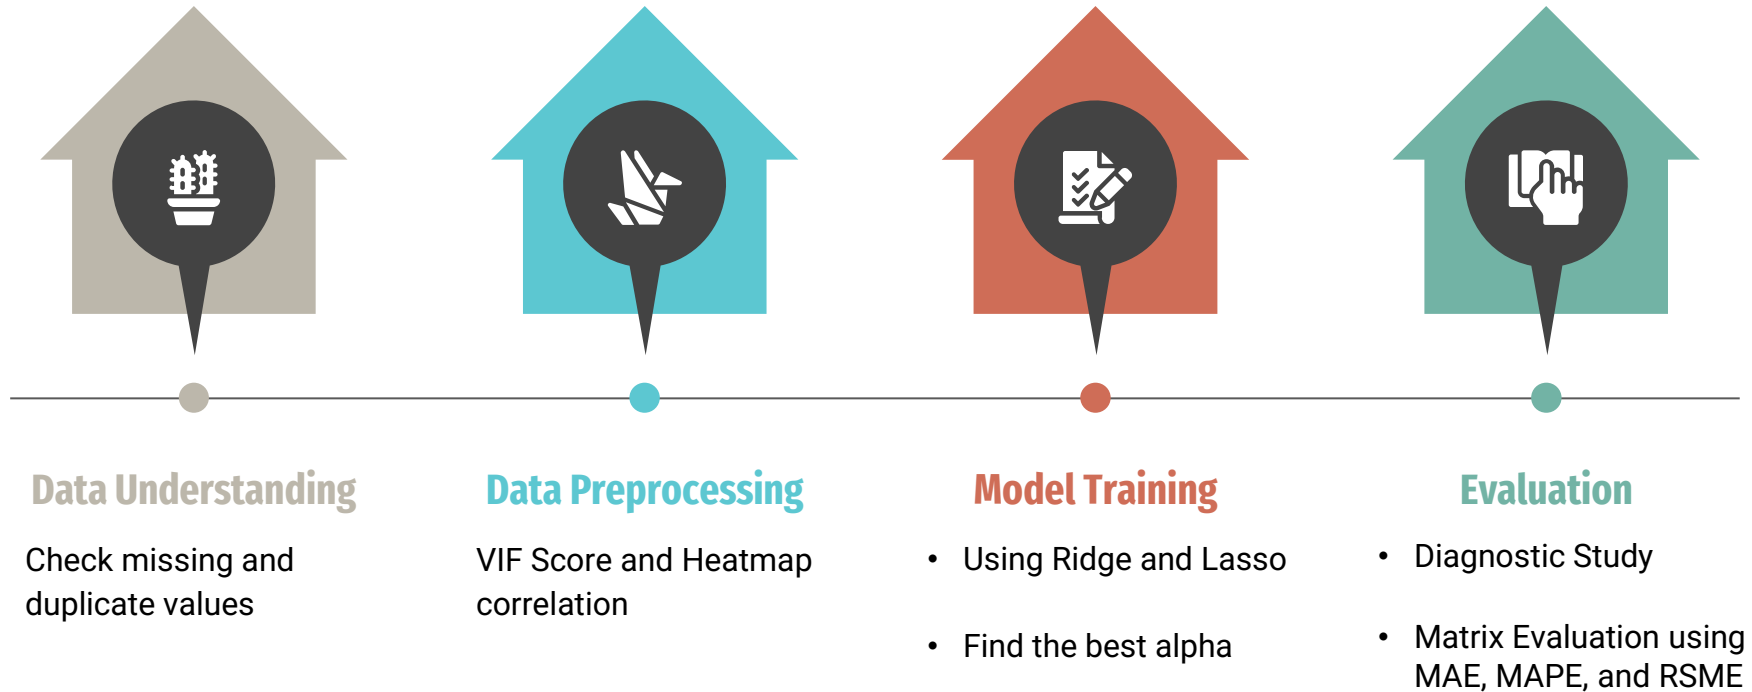 Data Understanding
Check missing and
duplicate values
Data Preprocessing
VIF Score and Heatmap
correlation
Model Training
• Using Ridge and Lasso
• Find the best alpha
Evaluation
• Diagnostic Study
• Matrix Evaluation using
MAE, MAPE, and RSME